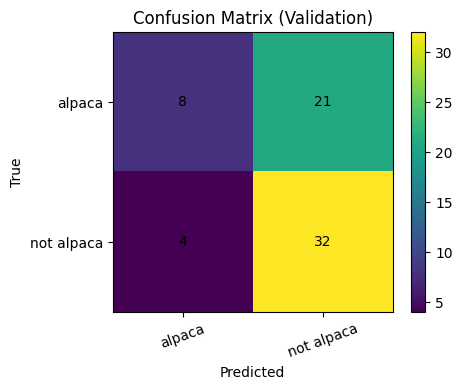 Confusion Matrix (Validation)
alpaca
8
21
not alpaca
4
32
True
alpaca
not alpaca
Predicted
30
25
20
15
10
5